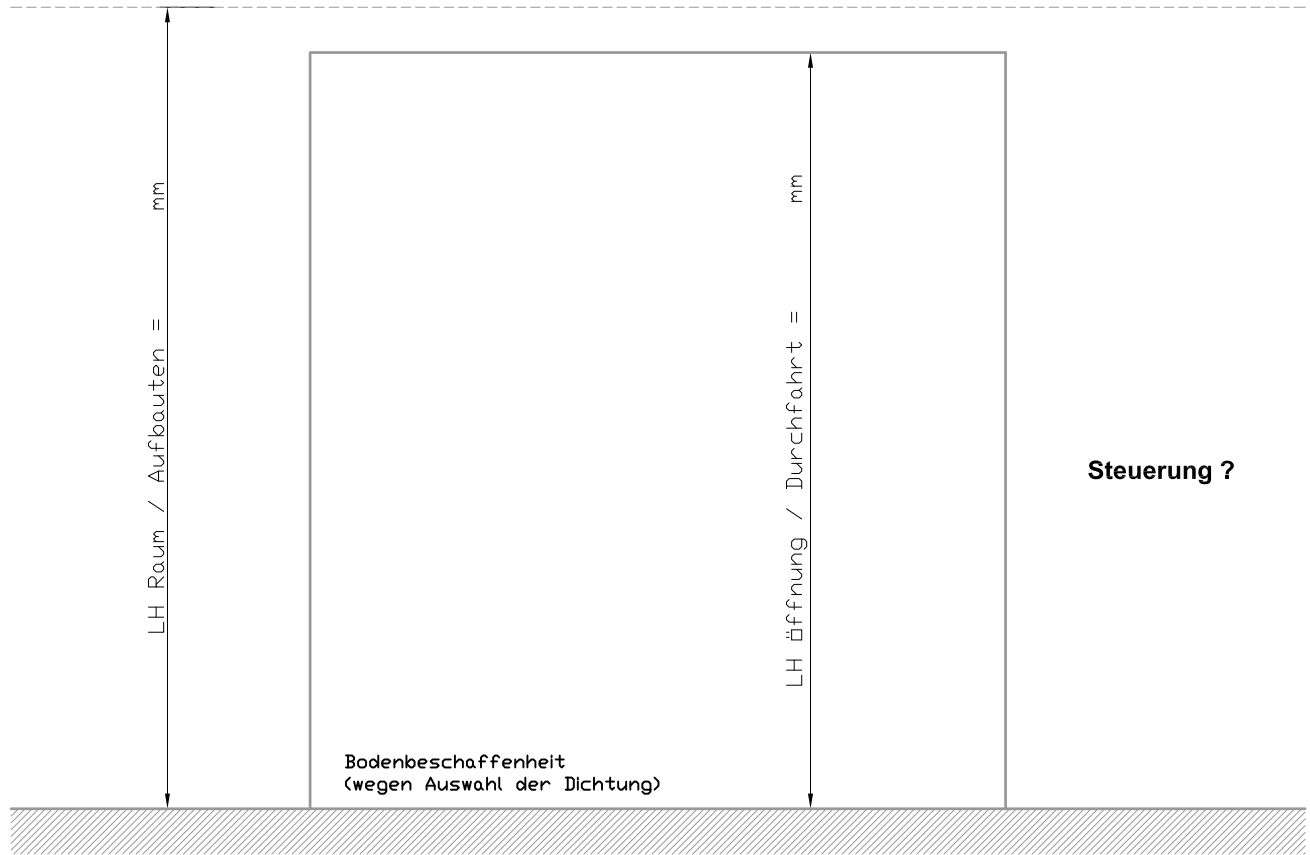 LH Raum / Aufbauten =        mm
LH Öffnung / Durchfahrt =        mm
Steuerung ?
Bodenbeschaffenheit
(wegen Auswahl der Dichtung)